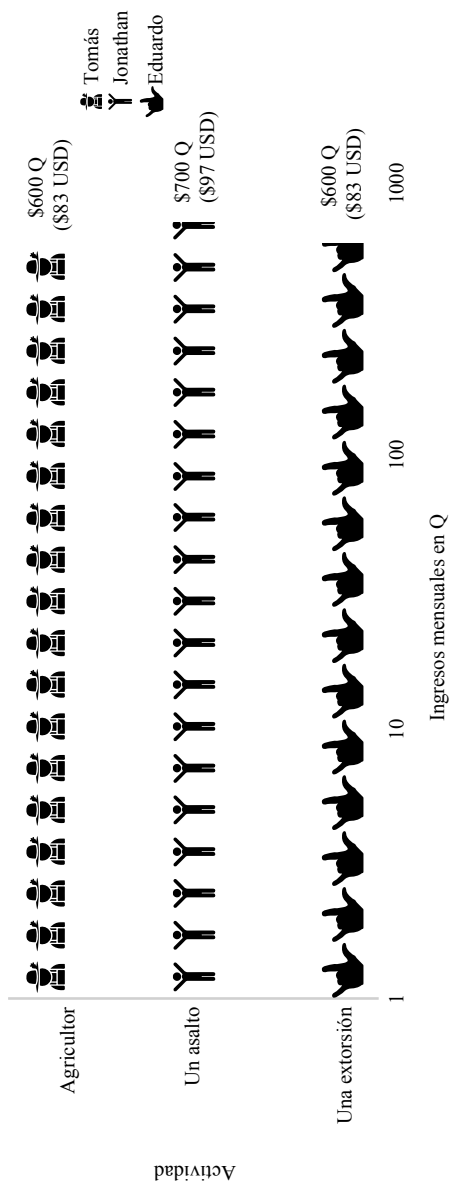 Tomás
Jonathan
Eduardo
Agricultor
$600 Q
($83 USD)
Un asalto
$700 Q
($97 USD)
Una extorsión
$600 Q
($83 USD)
1
10
100
1000
Ingresos mensuales en Q
Actividad